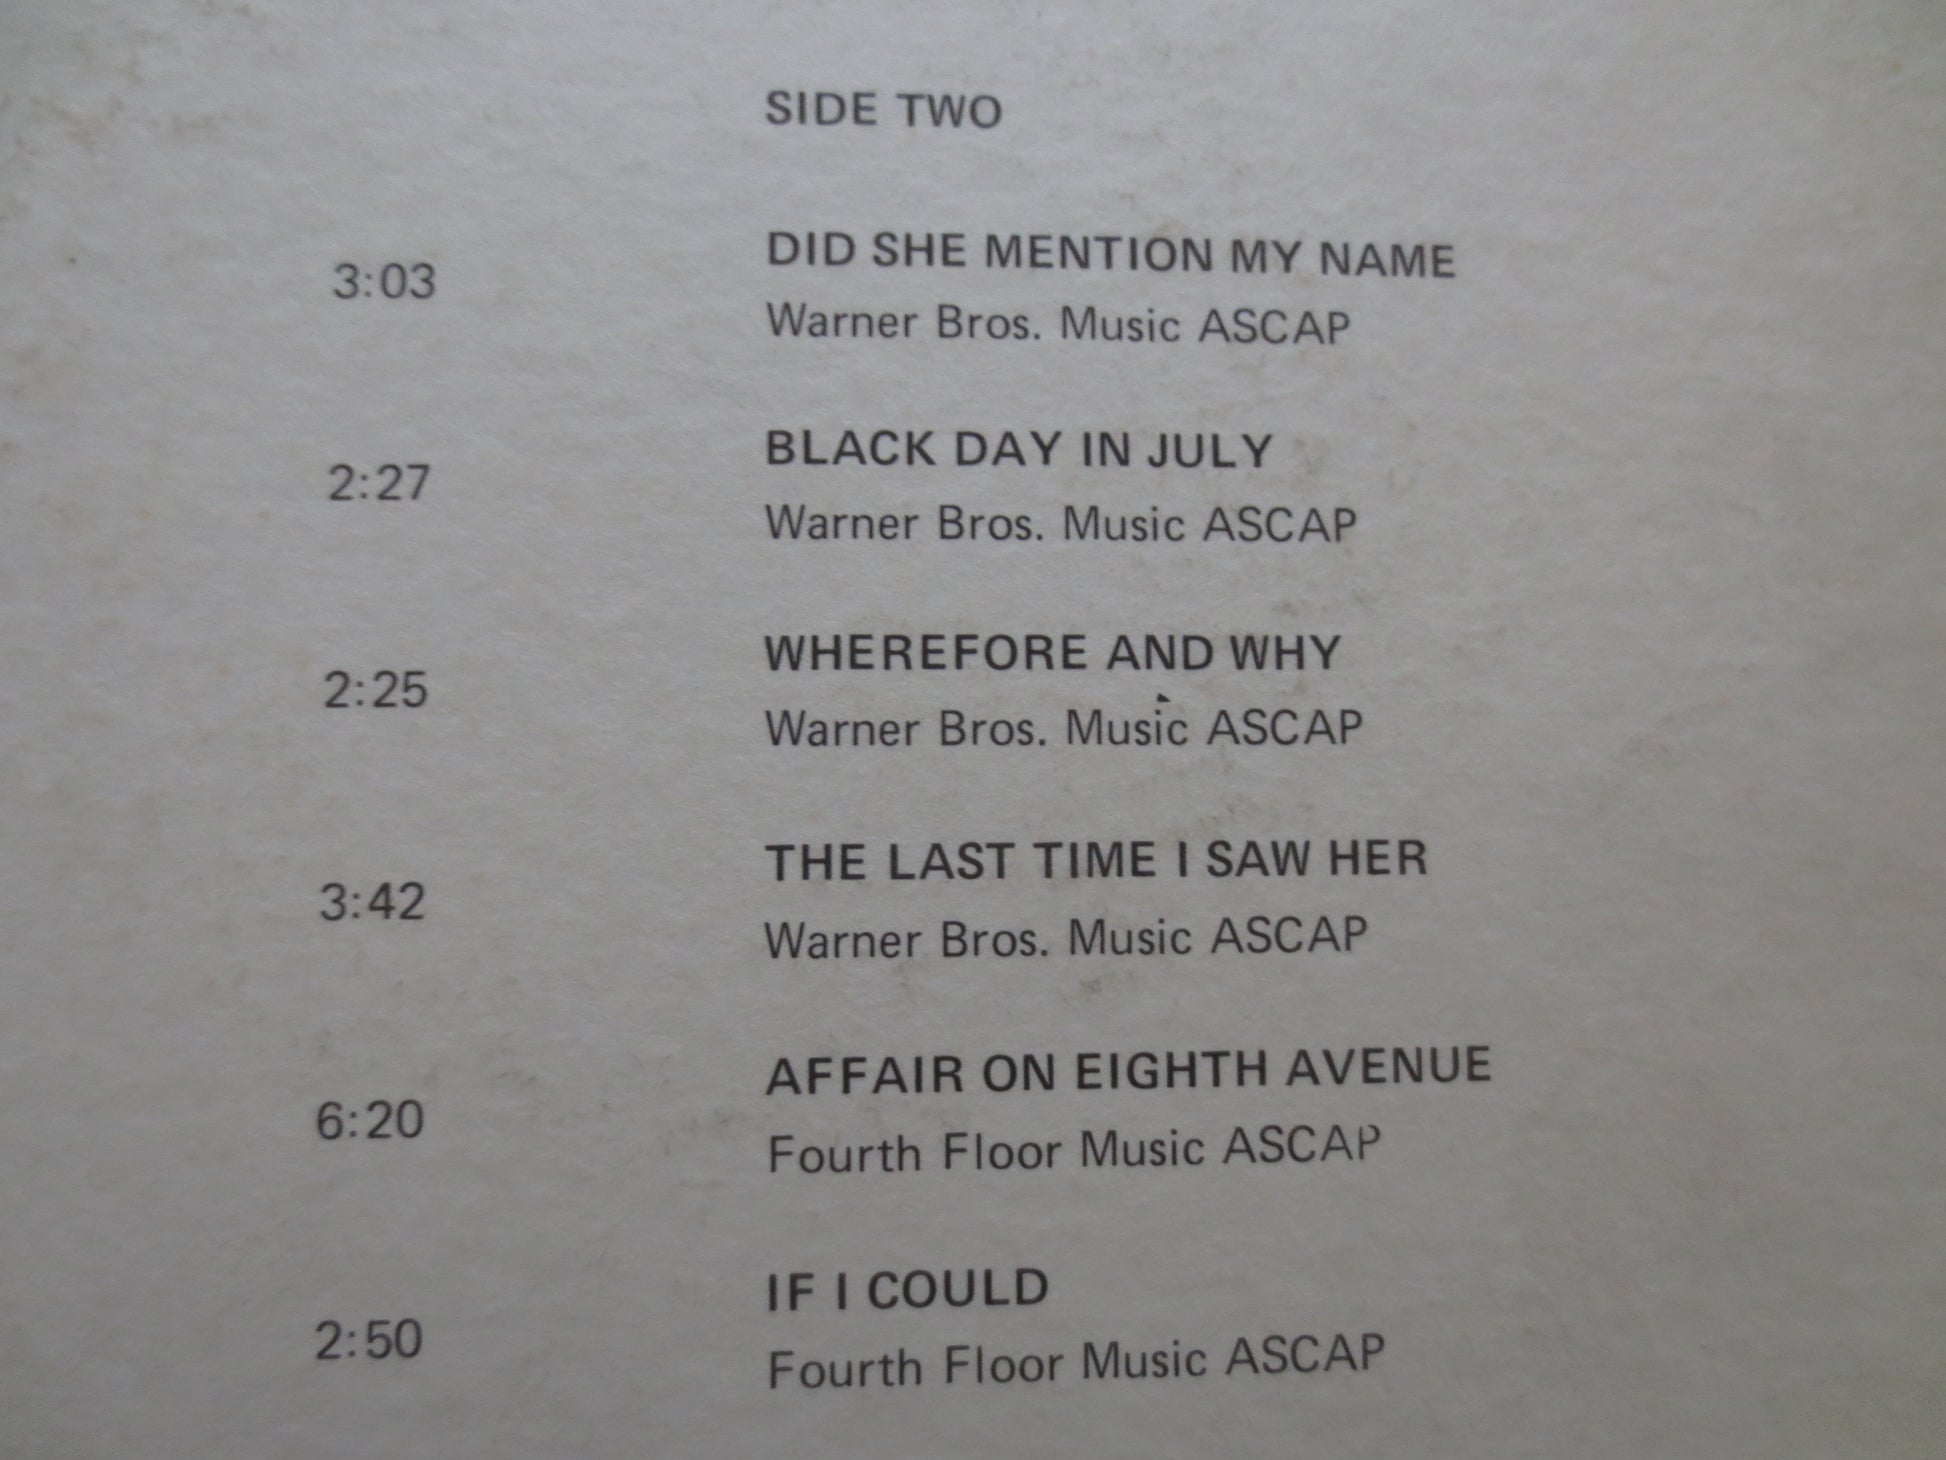 SIDE TWO
3:03 DID SHE MENTION MY NAME
Warner Bros. Music ASCAP
2:27 BLACK DAY IN JULY
Warner Bros. Music ASCAP
2:25 WHEREFORE AND WHY
Warner Bros. Music ASCAP
3:42 THE LAST TIME I SAW HER
Warner Bros. Music ASCAP
6:20 AFFAIR ON EIGHTH AVENUE
Fourth Floor Music ASCAP
2:50 IF I COULD
Fourth Floor Music ASCAP